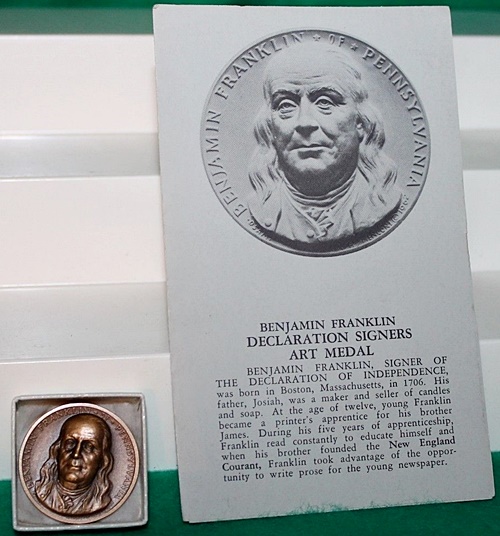 BENJAMIN FRANKLIN ★ OF ★ PENNSYLVANIA
BENJAMIN FRANKLIN
DECLARATION SIGNERS
ART MEDAL
BENJAMIN FRANKLIN, SIGNER OF
THE DECLARATION OF INDEPENDENCE,
was born in Boston, Massachusetts, in 1706. His
father, Josiah, was a maker and seller of candles
and soap. At the age of twelve, young Franklin
became a printer's apprentice for his brother
James. During his five years of apprenticeship,
Franklin read constantly to educate himself and
when his brother founded the New England
Courant, Franklin took advantage of the oppor-
tunity to write prose for the young newspaper.
FRANKLIN OF PENNSYLVANIA